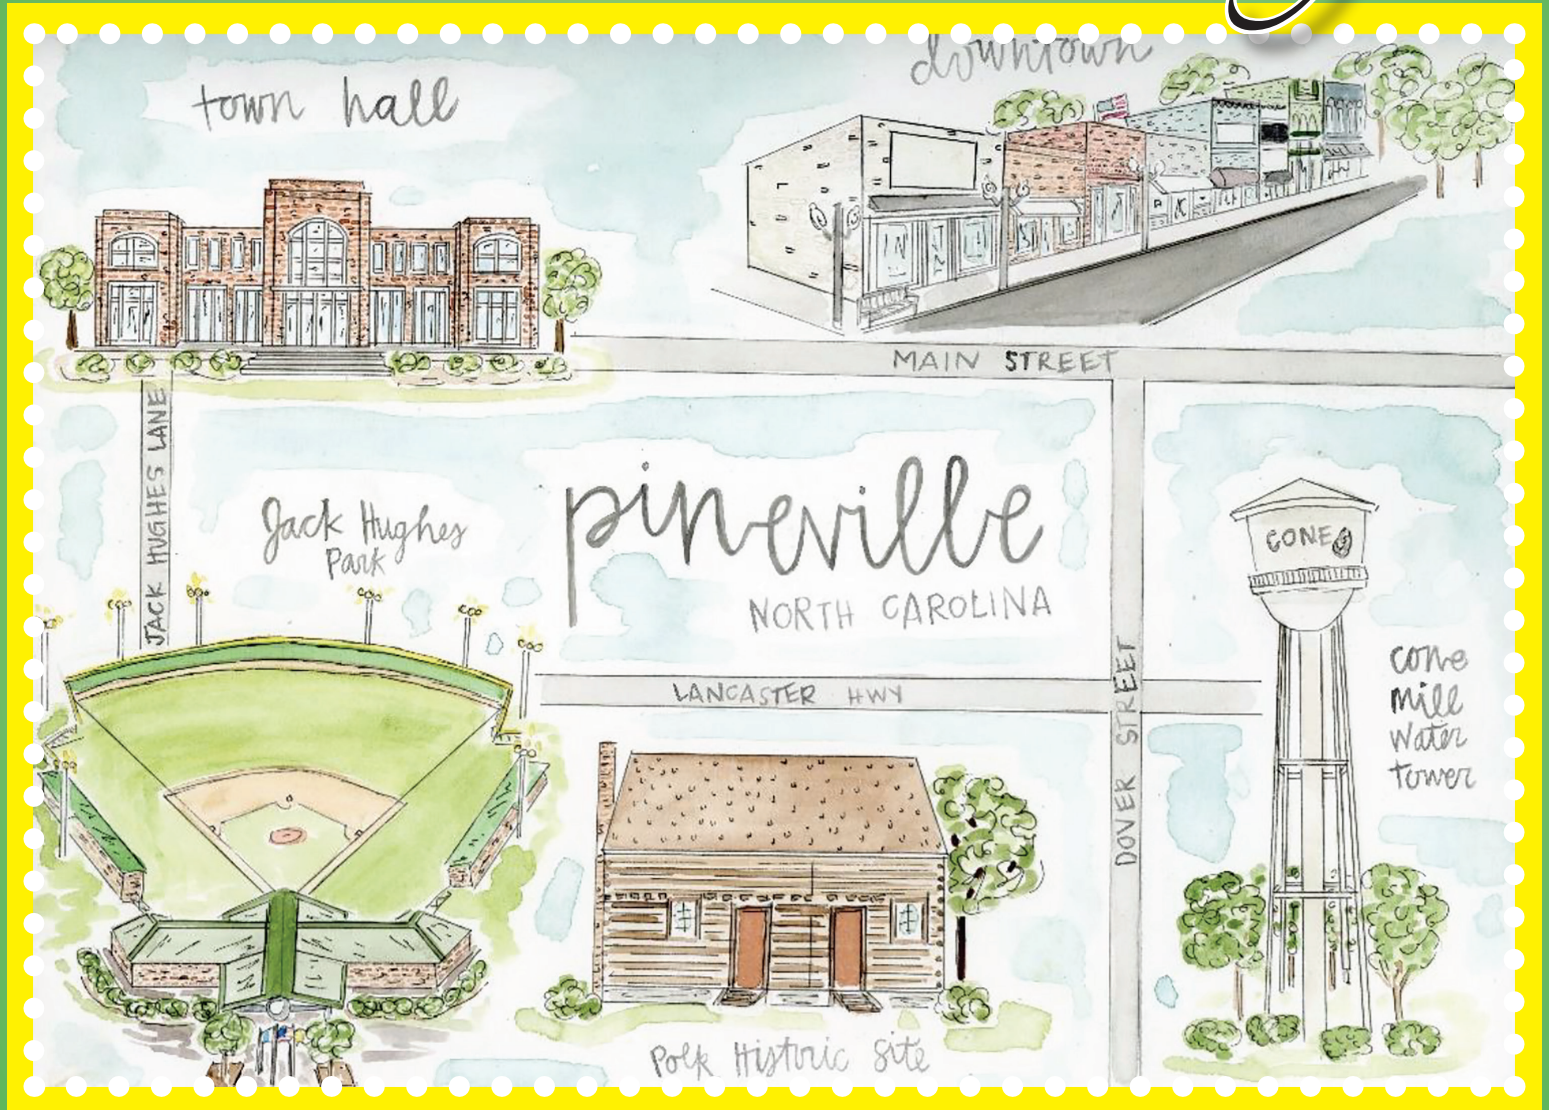 town hall
downtown
MAIN STREET
JACK HUGHES LANE
Jack Hughes
Park
pineville
NORTH CAROLINA
CONE
cone
mill
water
tower
LANCASTER HWY
DOVER STREET
Polk Historic Site